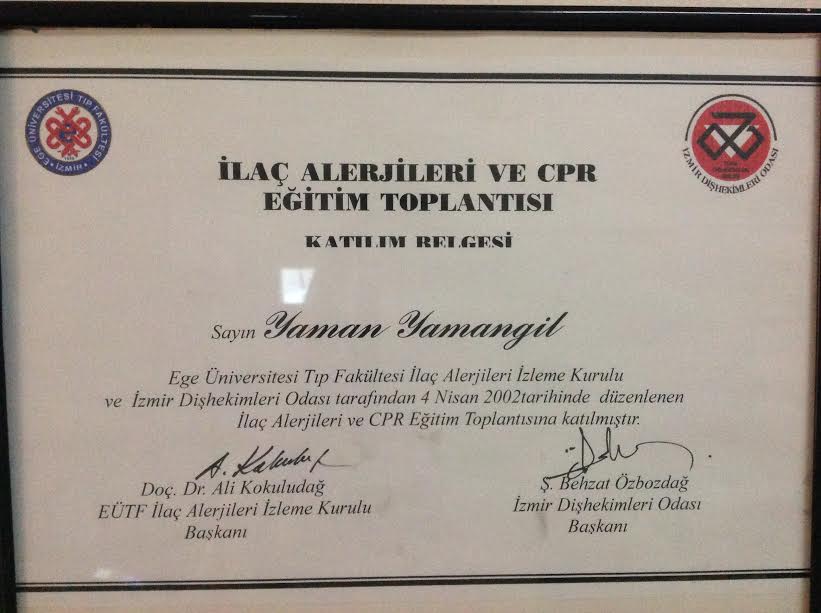 EGE ÜNİVERSİTESİ TIP FAKÜLTESİ
İZMİR
İZMİR DİŞHEKİMLERİ ODASI
İLAÇ ALERJİLERİ VE CPR
EĞİTİM TOPLANTISI
KATILIM BELGESİ
Sayın Yaman Yamangil
Ege Üniversitesi Tıp Fakültesi İlaç Alerjileri İzleme Kurulu
ve İzmir Dişhekimleri Odası tarafından 4 Nisan 2002tarihinde düzenlenen
İlaç Alerjileri ve CPR Eğitim Toplantısına katılmıştır.
Doç. Dr. Ali Kokuludağ
EÜTF İlaç Alerjileri İzleme Kurulu
Başkanı
Ş. Behzat Özbozdağ
İzmir Dişhekimleri Odası
Başkanı